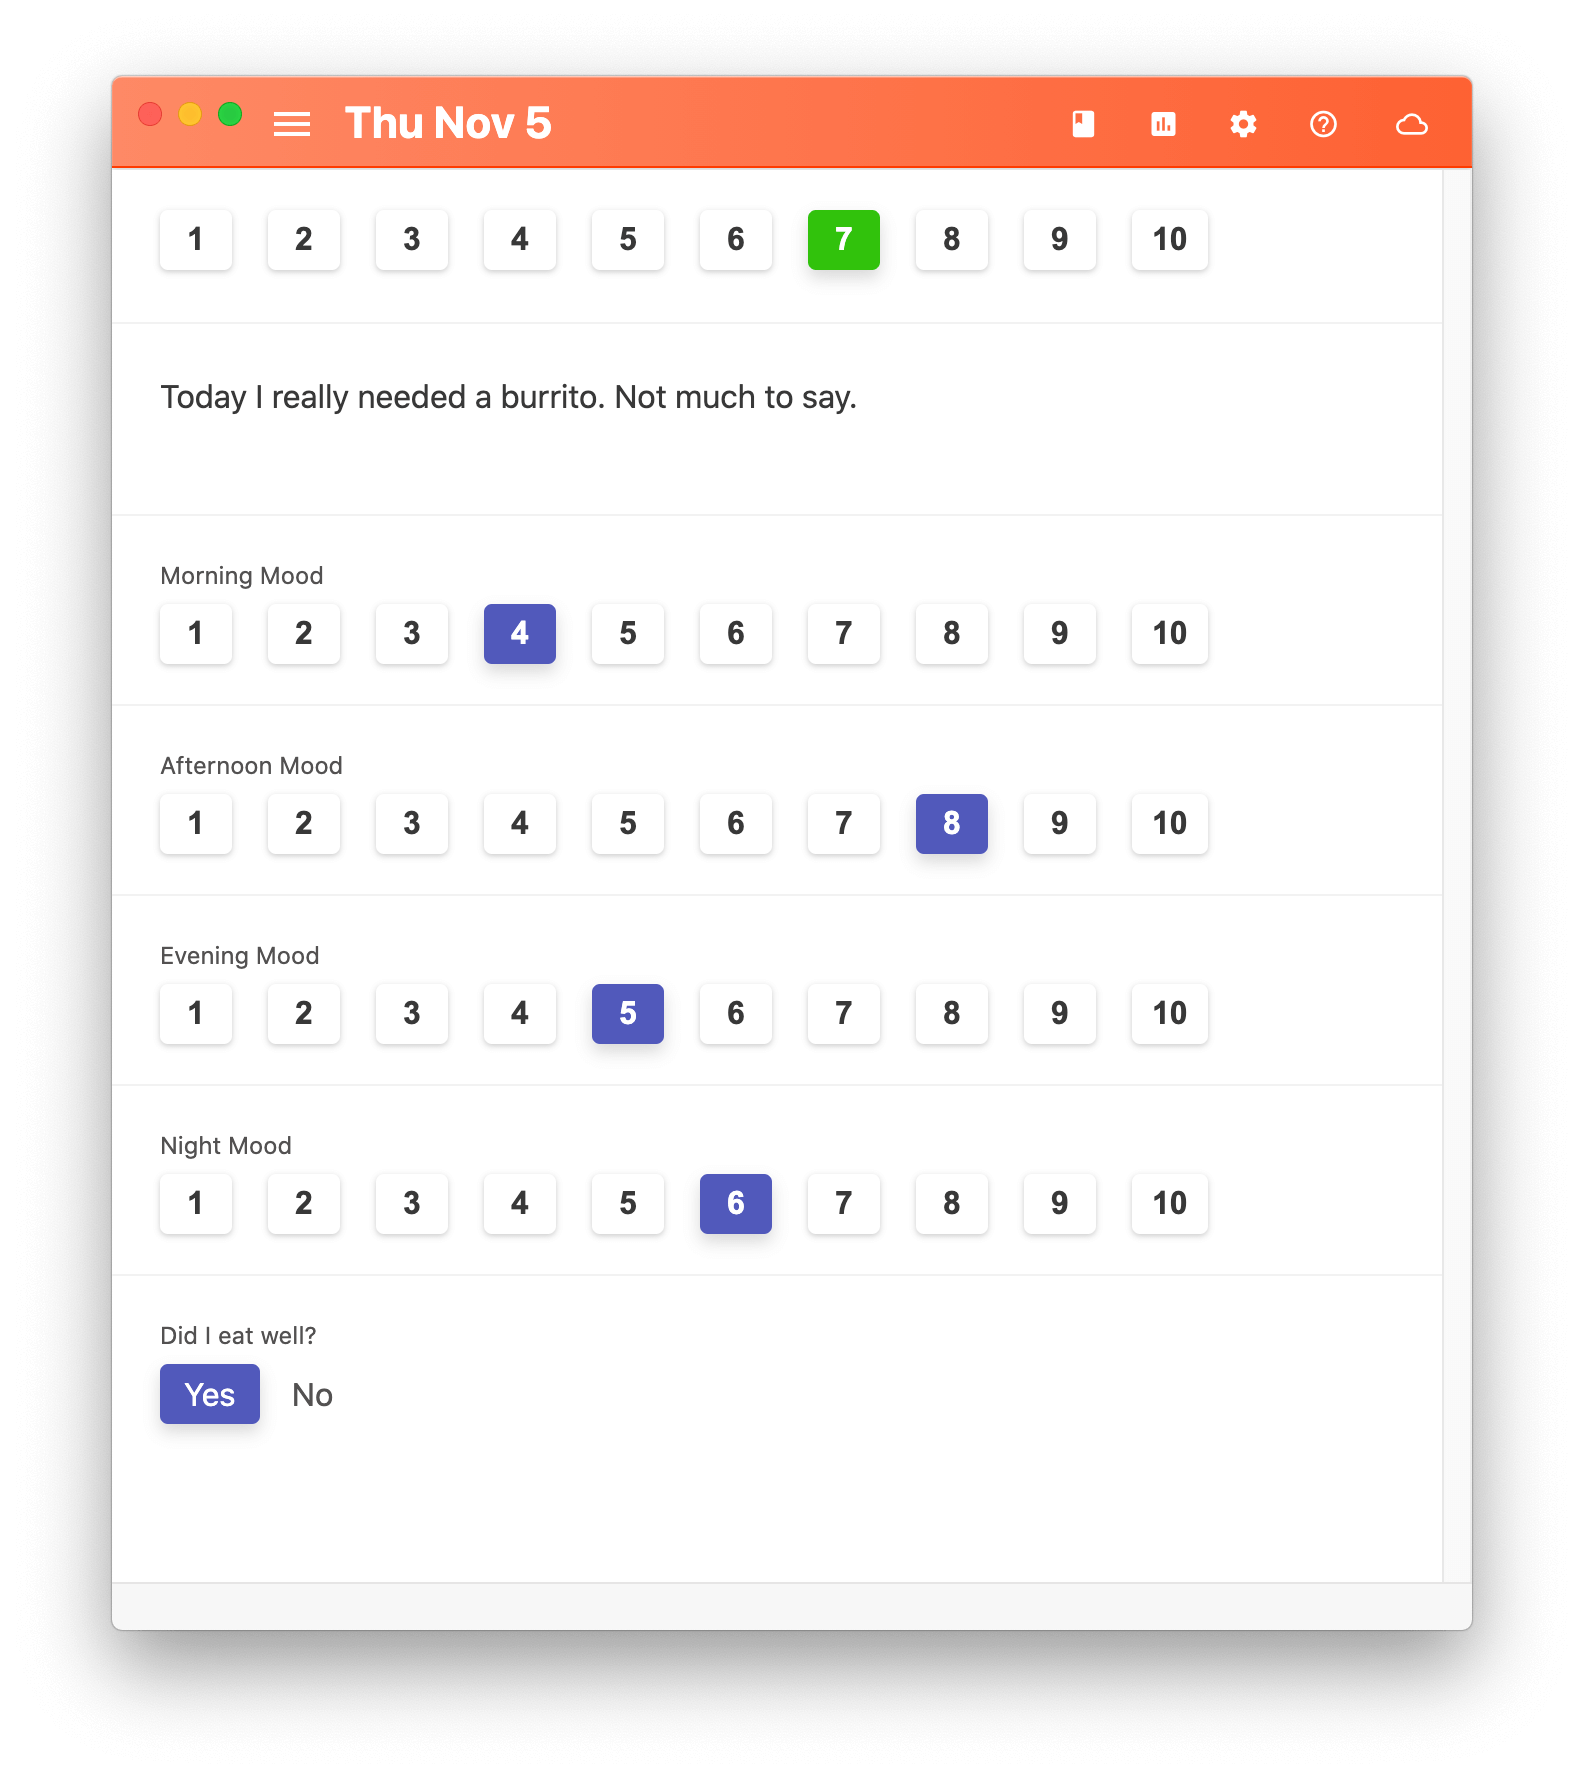 Thu Nov 5
1 2 3 4 5 6 7 8 9 10
Today I really needed a burrito. Not much to say.
Morning Mood
1 2 3 4 5 6 7 8 9 10
Afternoon Mood
1 2 3 4 5 6 7 8 9 10
Evening Mood
1 2 3 4 5 6 7 8 9 10
Night Mood
1 2 3 4 5 6 7 8 9 10
Did I eat well?
Yes No